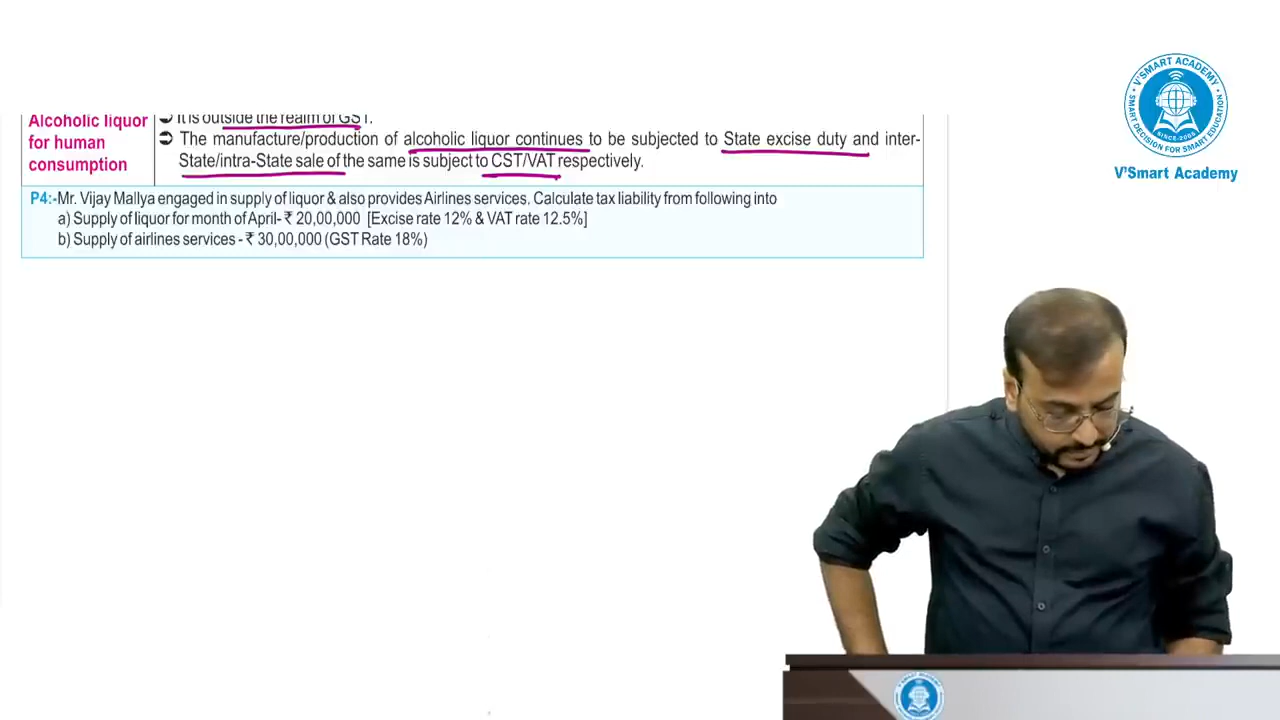 V'SMART ACADEMY
SMART DECISION FOR SMART EDUCATION
SINCE-2005
V'Smart Academy
Alcoholic liquor
for human
consumption
➲ It is outside the realm of GST.
➲ The manufacture/production of alcoholic liquor continues to be subjected to State excise duty and inter-
State/intra-State sale of the same is subject to CST/VAT respectively.
P4:-Mr. Vijay Mallya engaged in supply of liquor & also provides Airlines services. Calculate tax liability from following into
a) Supply of liquor for month of April- ₹ 20,00,000 [Excise rate 12% & VAT rate 12.5%]
b) Supply of airlines services - ₹ 30,00,000 (GST Rate 18%)
V'SMART ACADEMY